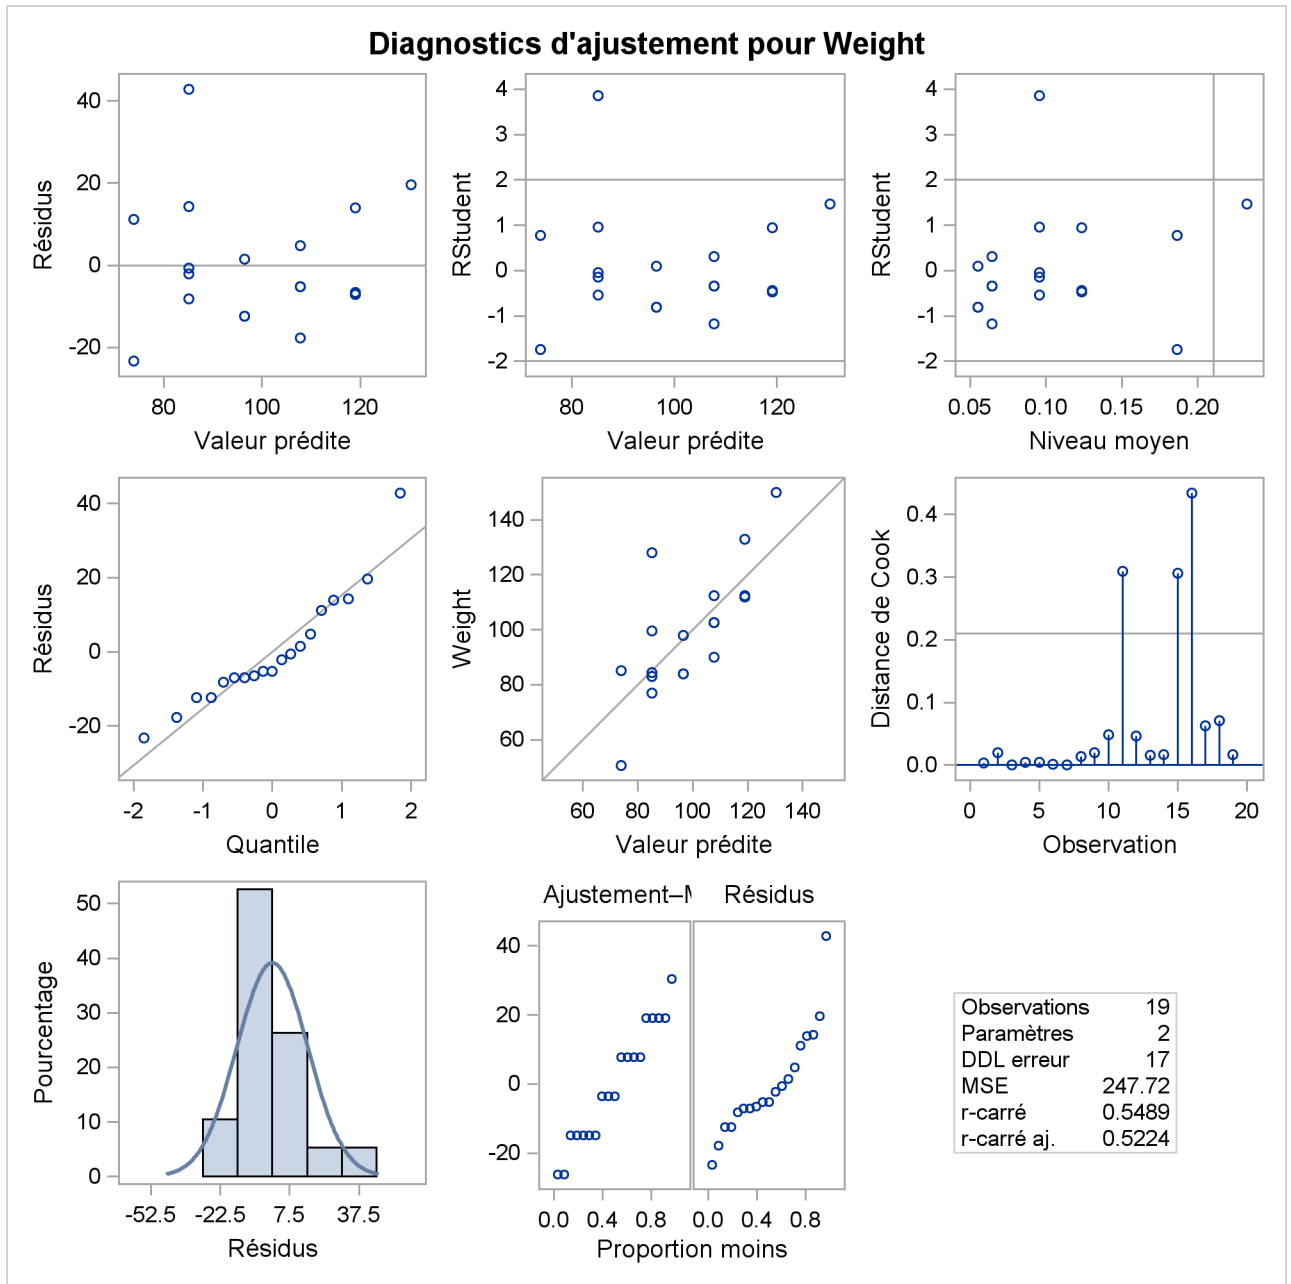 Diagnostics d'ajustement pour Weight
Résidus
40
20
0
-20
80 100 120
Valeur prédite
RStudent
4
3
2
1
0
-1
-2
80 100 120
Valeur prédite
RStudent
4
3
2
1
0
-1
-2
0.05 0.10 0.15 0.20
Niveau moyen
Résidus
40
20
0
-20
-2 -1 0 1 2
Quantile
Weight
140
120
100
80
60
60 80 100 120 140
Valeur prédite
Distance de Cook
0.4
0.3
0.2
0.1
0.0
0 5 10 15 20
Observation
Pourcentage
50
40
30
20
10
0
-52.5 -22.5 7.5 37.5
Résidus
Ajustement– Résidus
40
20
0
-20
0.0 0.4 0.8 0.0 0.4 0.8
Proportion moins
Observations 19
Paramètres 2
DDL erreur 17
MSE 247.72
r-carré 0.5489
r-carré aj. 0.5224